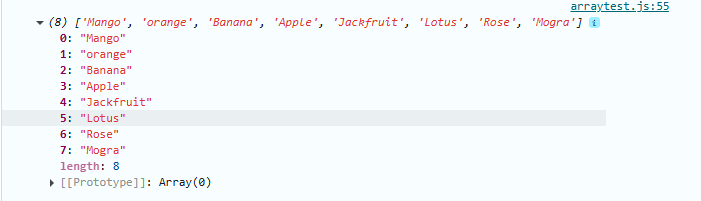 arraytest.js:55
(8) ['Mango', 'orange', 'Banana', 'Apple', 'Jackfruit', 'Lotus', 'Rose', 'Mogra'] i
0: "Mango"
1: "orange"
2: "Banana"
3: "Apple"
4: "Jackfruit"
5: "Lotus"
6: "Rose"
7: "Mogra"
length: 8
[[Prototype]]: Array(0)